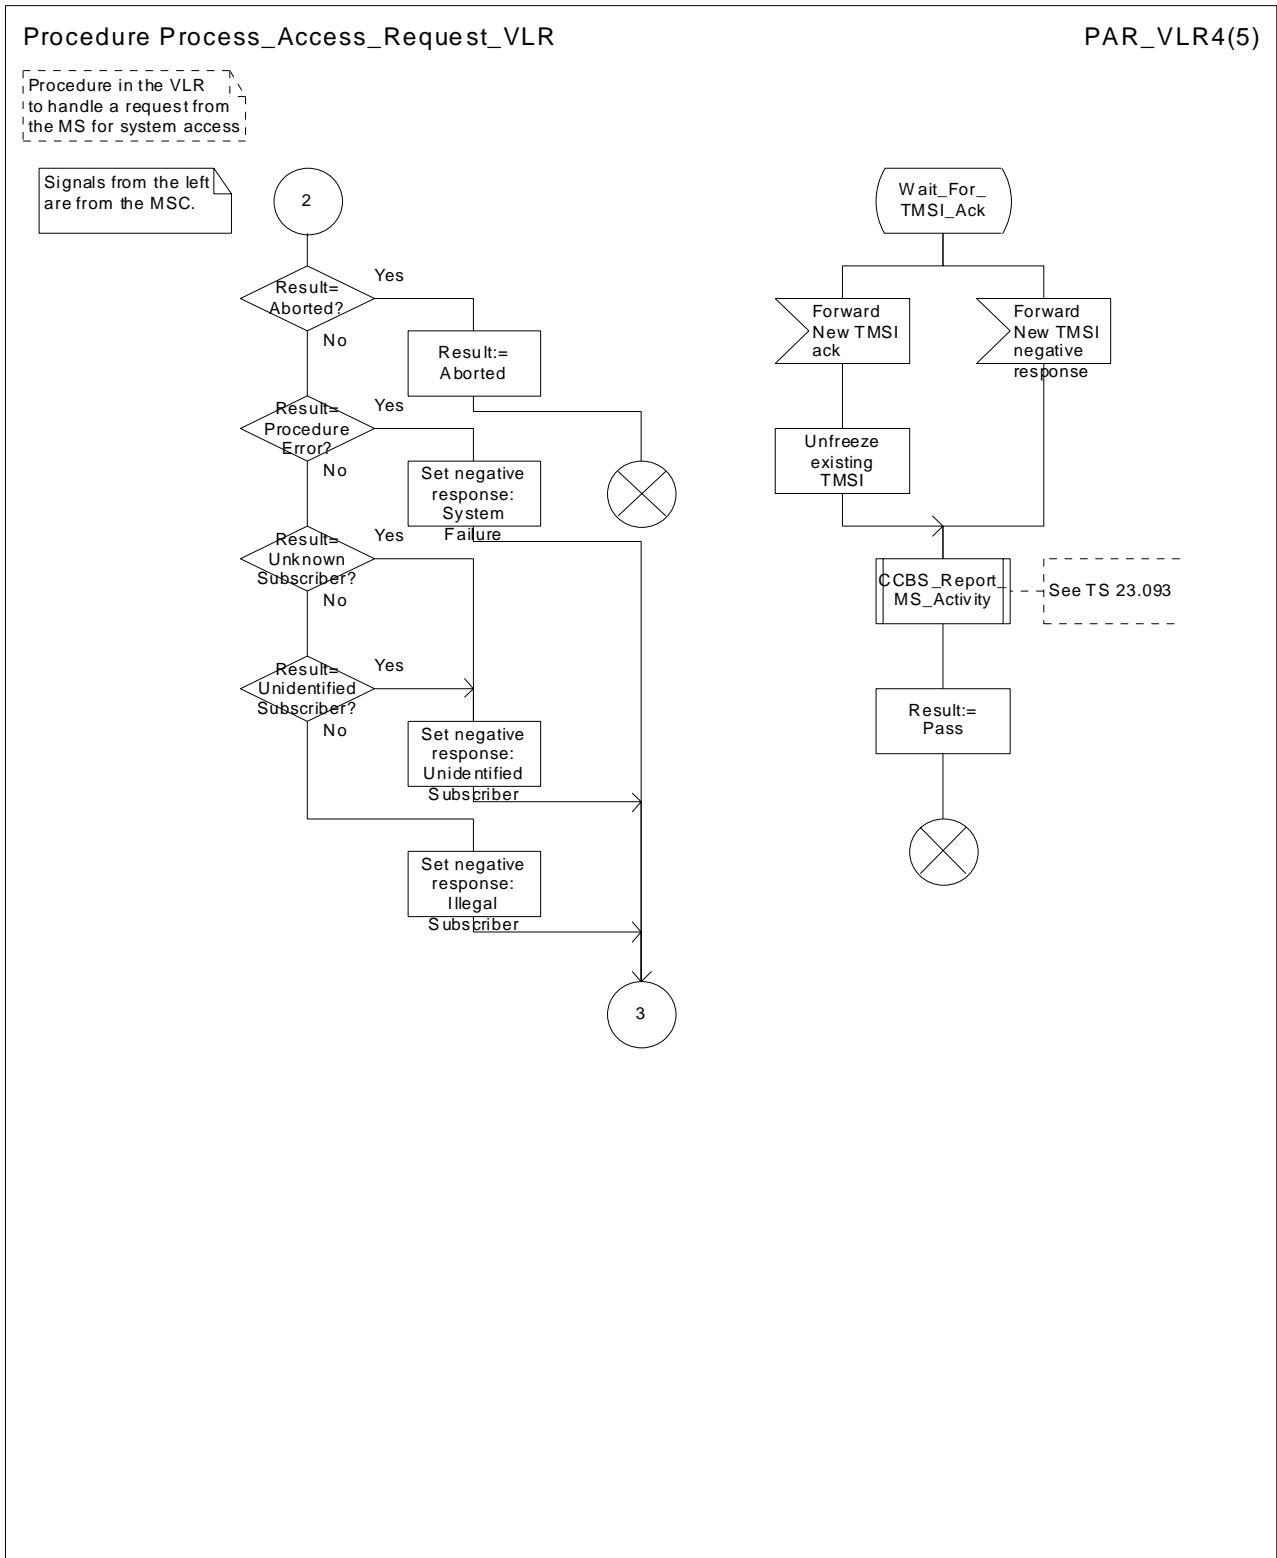 Procedure Process_Access_Request_VLR
PAR_VLR4(5)
Procedure in the VLR
to handle a request from
the MS for system access
Signals from the left
are from the MSC.
2
Result=
Aborted?
Yes
No
Result:=
Aborted
Result=
Procedure
Error?
Yes
No
Set negative
response:
System
Failure
Result=
Unknown
Subscriber?
Yes
No
Result=
Unidentified
Subscriber?
Yes
No
Set negative
response:
Unidentified
Subscriber
Set negative
response:
Illegal
Subscriber
3
Wait_For_
TMSI_Ack
Forward
New TMSI
ack
Forward
New TMSI
negative
response
Unfreeze
existing
TMSI
CCBS_Report_
MS_Activity
See TS 23.093
Result:=
Pass